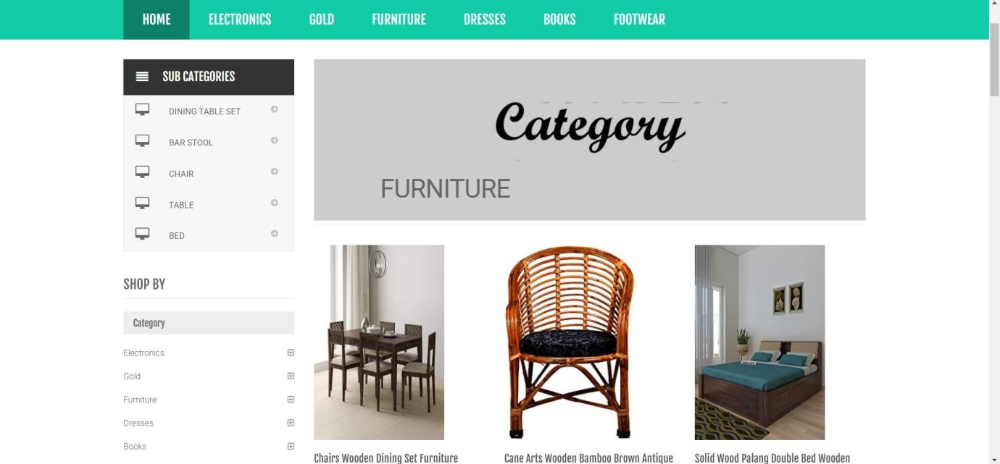 HOME ELECTRONICS GOLD FURNITURE DRESSES BOOKS FOOTWEAR
SUB CATEGORIES
DINING TABLE SET
BAR STOOL
CHAIR
TABLE
BED
SHOP BY
Category
Electronics
Gold
Furniture
Dresses
Books
Category
FURNITURE
Chairs Wooden Dining Set Furniture
Cane Arts Wooden Bamboo Brown Antique
Solid Wood Palang Double Bed Wooden